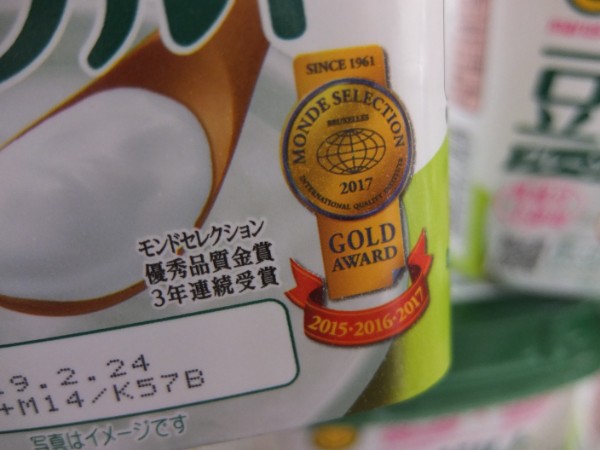 SINCE 1961
MONDE SELECTION
BRUXELLES
2017
INTERNATIONAL QUALITY INSTITUTE
GOLD
AWARD
2015・2016・2017
モンドセレクション
優秀品質金賞
3年連続受賞
9.2.24
+M14/K57B
写真はイメージです
豆